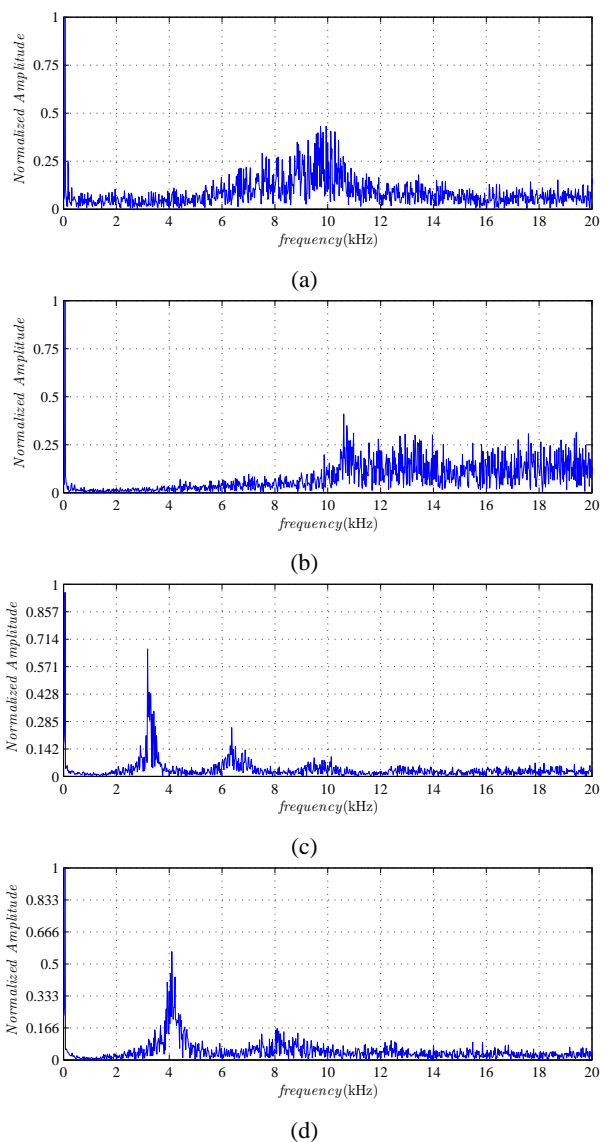 1
0.75
0.5
0.25
0
Normalized Amplitude
0 2 4 6 8 10 12 14 16 18 20
frequency(kHz)
(a)
1
0.75
0.5
0.25
0
Normalized Amplitude
0 2 4 6 8 10 12 14 16 18 20
frequency(kHz)
(b)
1
0.857
0.714
0.571
0.428
0.285
0.142
0
Normalized Amplitude
0 2 4 6 8 10 12 14 16 18 20
frequency(kHz)
(c)
1
0.833
0.666
0.5
0.333
0.166
0
Normalized Amplitude
0 2 4 6 8 10 12 14 16 18 20
frequency(kHz)
(d)